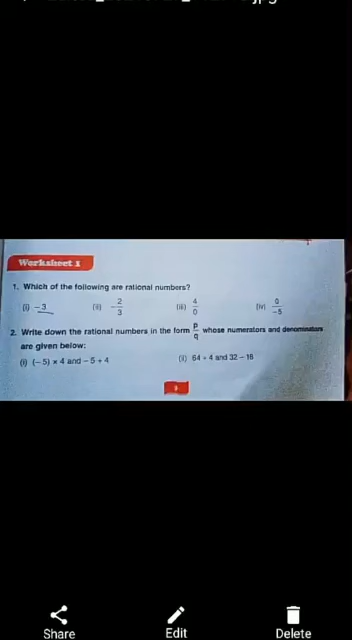 Worksheet 1
1. Which of the following are rational numbers?
(i) −3 (ii) −2/3 (iii) 4/0 (iv) 0/−5
2. Write down the rational numbers in the form p/q whose numerators and denominators
are given below:
(i) (−5) × 4 and −5 + 4 (ii) 64 ÷ 4 and 32 − 16
Share Edit Delete